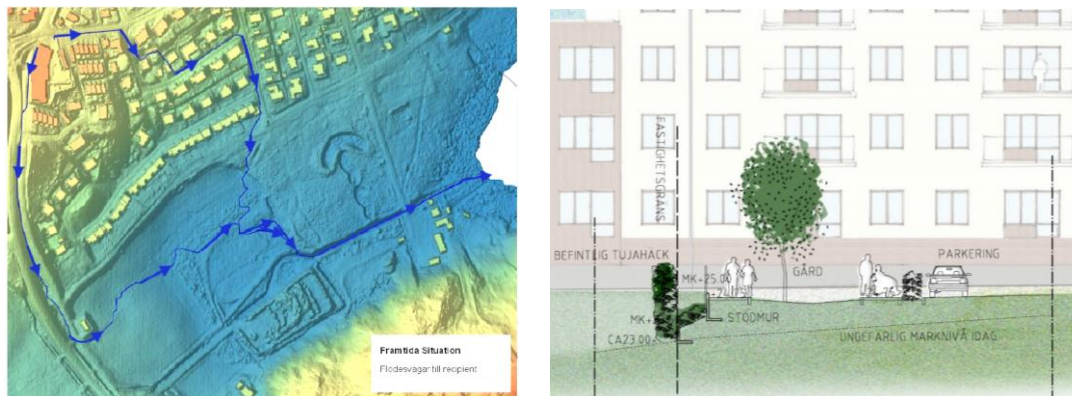 Framtida Situation
Flödesvägar till recipient
FASTIGHETSGRÄNS
BEFINTLIG TUJAHÄCK
GÅRD
PARKERING
MK+25.00
STÖDMUR
CA23.00
UNGEFÄRLIG MARKNIVÅ IDAG